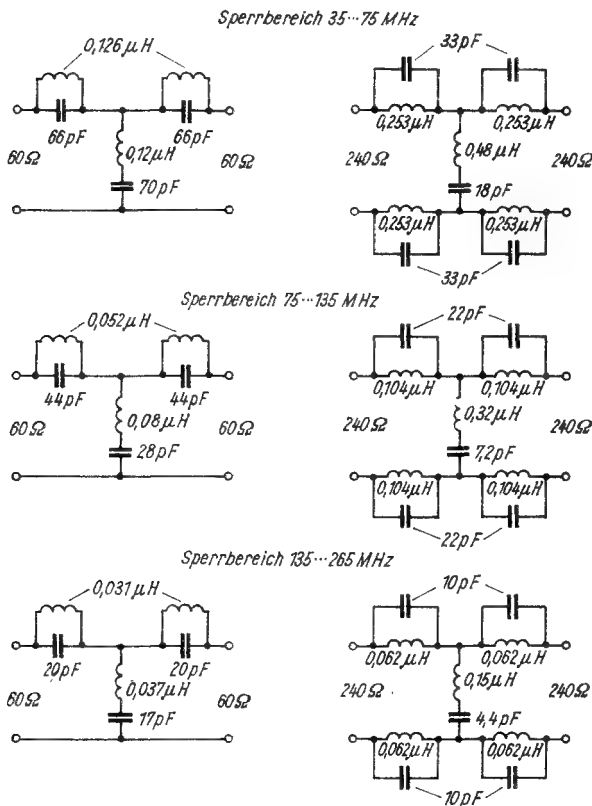 Sperrbereich 35···75 MHz
0,126 µH
33 pF
66 pF
66 pF
0,253 µH
0,253 µH
60 Ω
0,12 µH
60 Ω
240 Ω
0,48 µH
240 Ω
70 pF
18 pF
0,253 µH
0,253 µH
33 pF
Sperrbereich 75···135 MHz
0,052 µH
22 pF
44 pF
44 pF
0,104 µH
0,104 µH
60 Ω
0,08 µH
60 Ω
240 Ω
0,32 µH
240 Ω
28 pF
7,2 pF
0,104 µH
0,104 µH
22 pF
Sperrbereich 135···265 MHz
0,031 µH
10 pF
20 pF
20 pF
0,062 µH
0,062 µH
60 Ω
0,037 µH
60 Ω
240 Ω
0,15 µH
240 Ω
17 pF
4,4 pF
0,062 µH
0,062 µH
10 pF